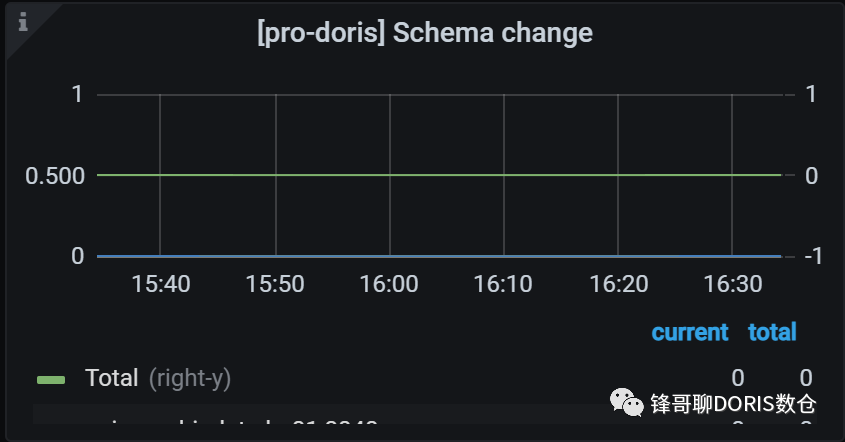 [pro-doris] Schema change
1 1
0.500 0
0 -1
15:40 15:50 16:00 16:10 16:20 16:30
current total
Total (right-y) 0 0
锋哥聊DORIS数仓